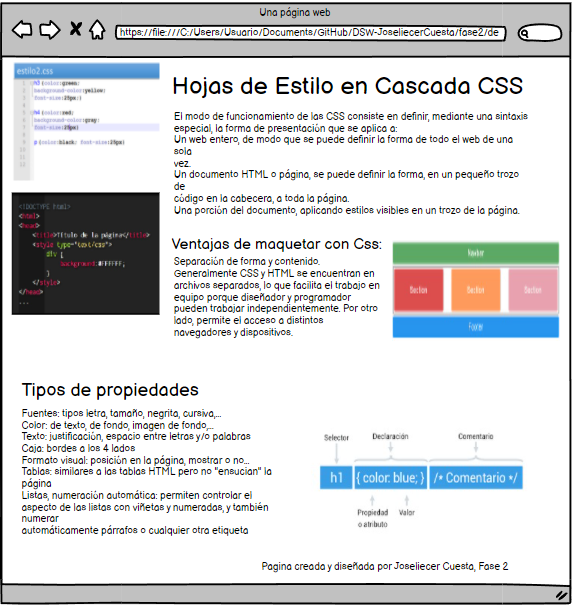 Una página web
https://file:///C:/Users/Usuario/Documents/GitHub/DSW-JoseliecerCuesta/fase2/de
estilo2.css
h1 {color:green;
background-color:yellow;
font-size:25px;}
h6 {color:red;
background-color:gray;
font-size:25px}
p {color:black; font-size:25px}
<!DOCTYPE html>
<html>
<head>
<title>Título de la página</title>
<style type="text/css">
div {
background:#FFFFFF;
}
</style>
</head>
...
Hojas de Estilo en Cascada CSS
El modo de funcionamiento de las CSS consiste en definir, mediante una sintaxis
especial, la forma de presentación que se aplica a:
Un web entero, de modo que se puede definir la forma de todo el web de una
sola
vez.
Un documento HTML o página, se puede definir la forma, en un pequeño trozo
de
código en la cabecera, a toda la página.
Una porción del documento, aplicando estilos visibles en un trozo de la página.
Ventajas de maquetar con Css:
Separación de forma y contenido.
Generalmente CSS y HTML se encuentran en
archivos separados, lo que facilita el trabajo en
equipo porque diseñador y programador
pueden trabajar independientemente. Por otro
lado, permite el acceso a distintos
navegadores y dispositivos.
Navbar
Section Section Section
Footer
Tipos de propiedades
Fuentes: tipos letra, tamaño, negrita, cursiva,...
Color: de texto, de fondo, imagen de fondo,...
Texto: justificación, espacio entre letras y/o palabras
Caja: bordes a los 4 lados
Formato visual: posición en la página, mostrar o no...
Tablas: similares a las tablas HTML pero no "ensucian" la
página
Listas, numeración automática: permiten controlar el
aspecto de las listas con viñetas y numeradas, y también
numerar
automáticamente párrafos o cualquier otra etiqueta
Selector Declaración Comentario
h1 { color: blue; } /* Comentario */
Propiedad Valor
o atributo
Pagina creada y diseñada por Joseliecer Cuesta, Fase 2